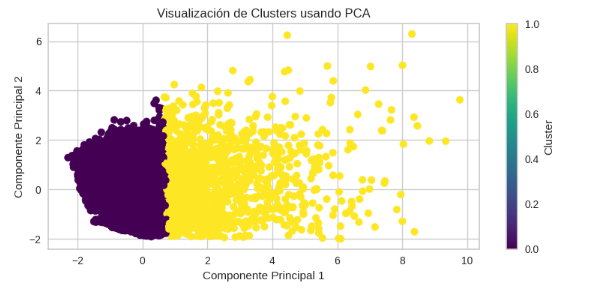 Visualización de Clusters usando PCA
6
4
2
0
−2
Componente Principal 2
−2 0 2 4 6 8 10
Componente Principal 1
1.0
0.8
0.6
0.4
0.2
0.0
Cluster